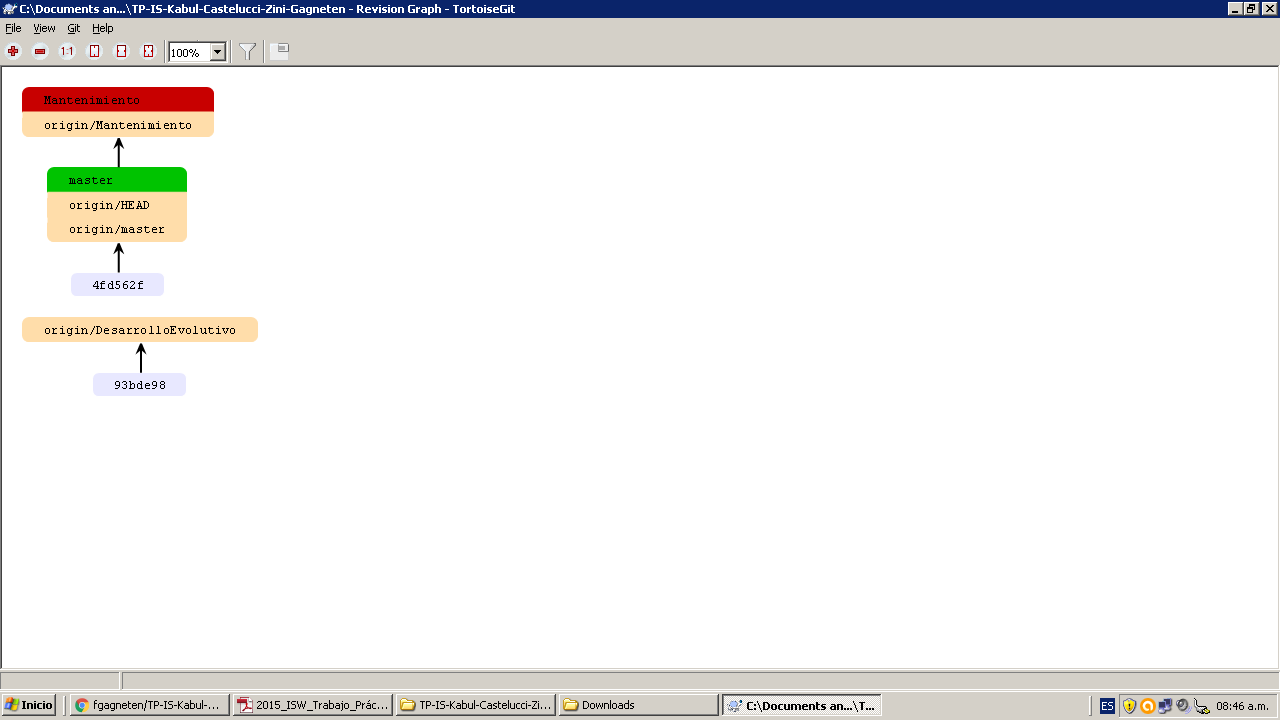 C:\Documents an...\TP-IS-Kabul-Castelucci-Zini-Gagneten - Revision Graph - TortoiseGit
File View Git Help
1:1 100%
Mantenimiento
origin/Mantenimiento
master
origin/HEAD
origin/master
4fd562f
origin/DesarrolloEvolutivo
93bde98
Inicio fgagneten/TP-IS-Kabul-... 2015_ISW_Trabajo_Prác... TP-IS-Kabul-Castelucci-Zi... Downloads C:\Documents an...\T... ES 08:46 a.m.